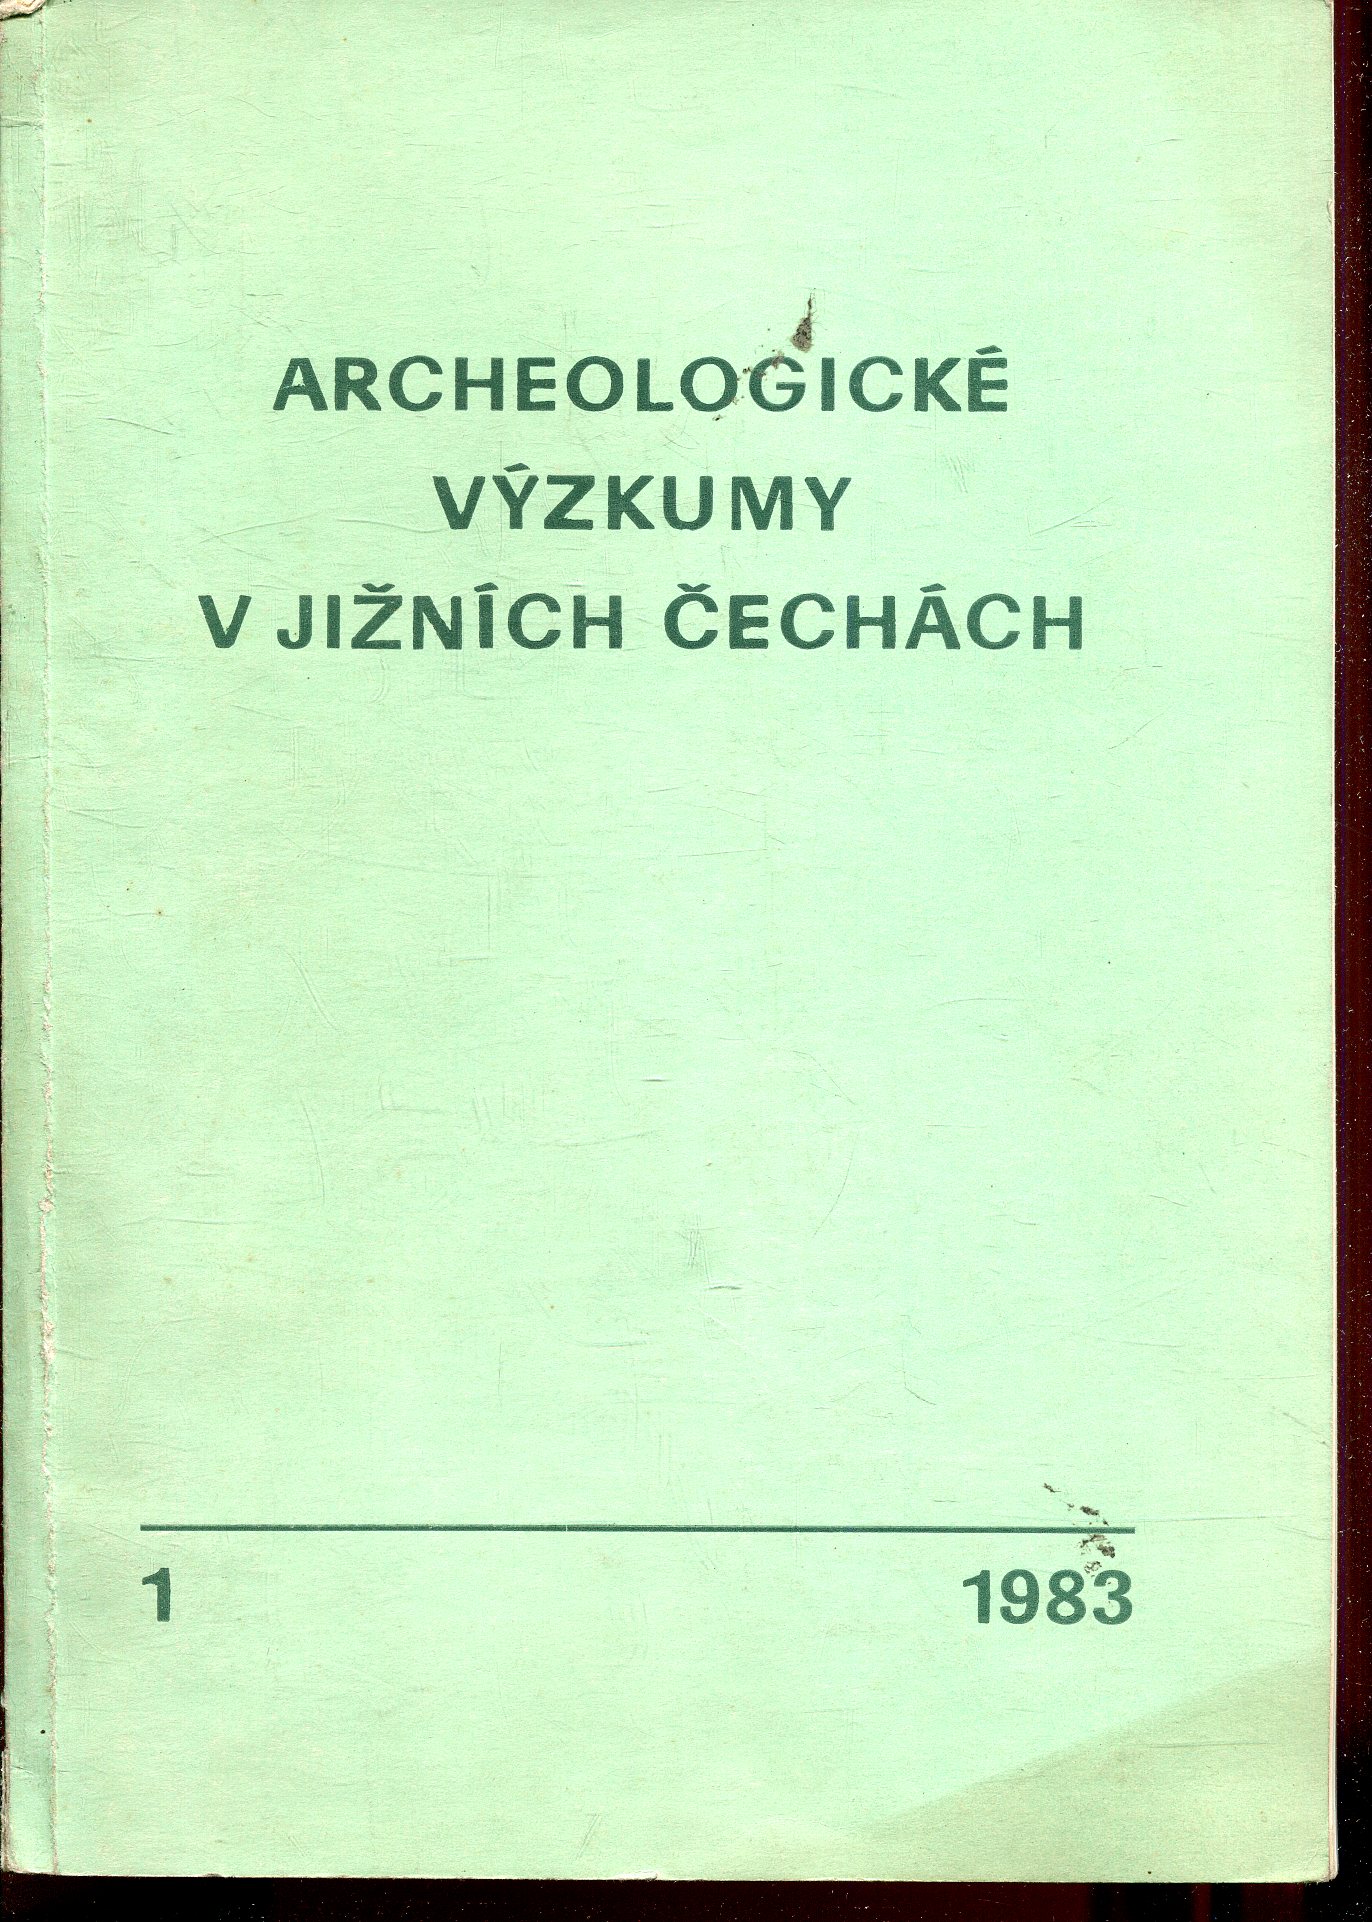 ARCHEOLOGICKÉ
VÝZKUMY
V JIŽNÍCH ČECHÁCH
1 1983